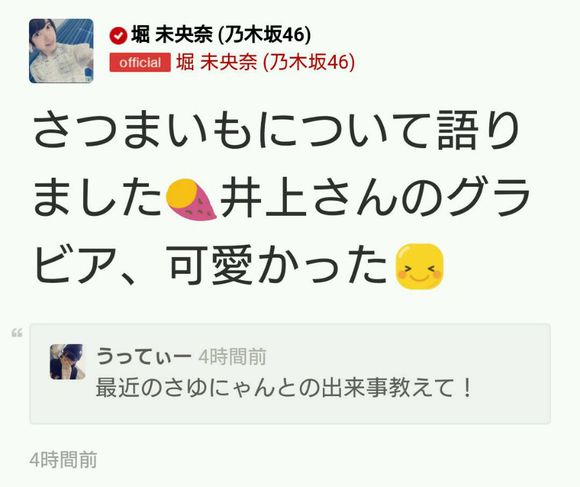 堀 未央奈 (乃木坂46)
official 堀 未央奈 (乃木坂46)
さつまいもについて語り
ました🍠井上さんのグラ
ビア、可愛かった😊
“
うってぃー 4時間前
最近のさゆにゃんとの出来事教えて！
4時間前